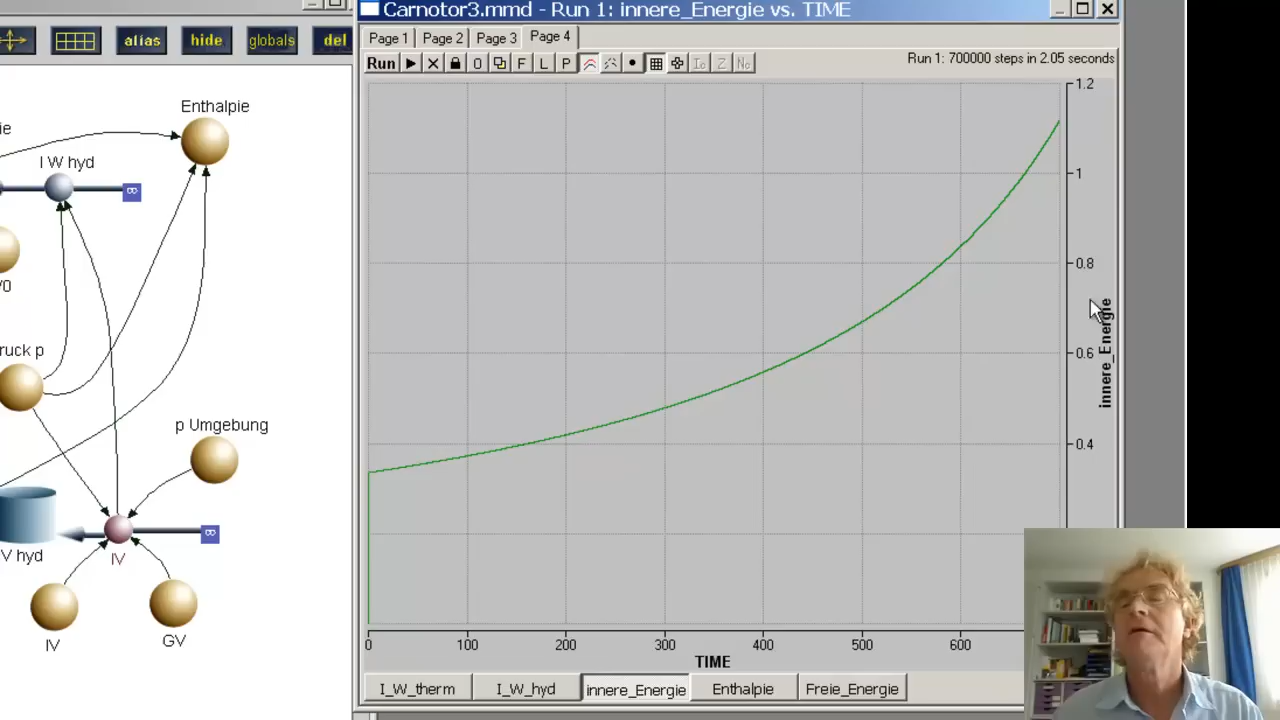 alias
hide
globals
del
Enthalpie
ie
I W hyd
V0
ruck p
p Umgebung
V hyd
IV
IV
GV
Carnotor3.mmd - Run 1: innere_Energie vs. TIME
Page 1
Page 2
Page 3
Page 4
Run
0
F
L
P
Z
Run 1: 700000 steps in 2.05 seconds
1.2
1
0.8
0.6
0.4
innere_Energie
0
100
200
300
400
500
600
TIME
I_W_therm
I_W_hyd
innere_Energie
Enthalpie
Freie_Energie